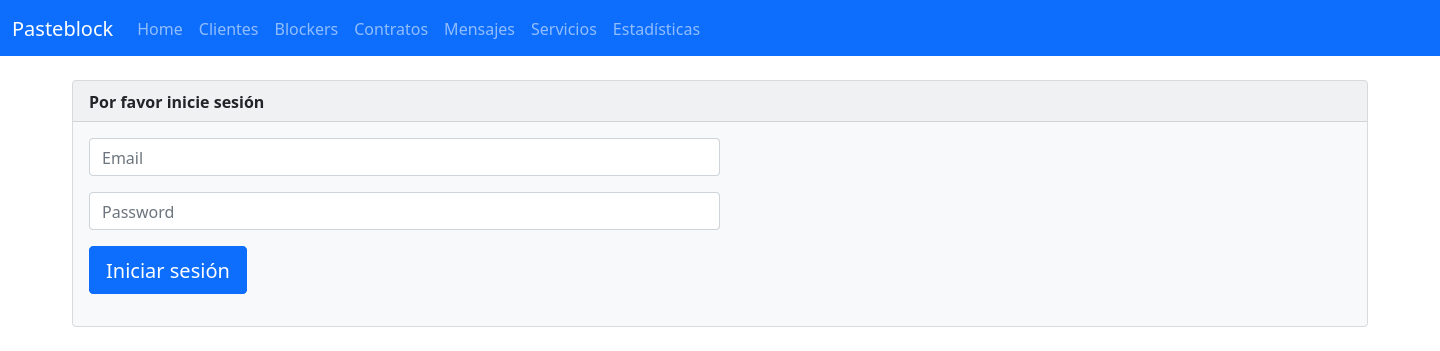 Pasteblock Home Clientes Blockers Contratos Mensajes Servicios Estadísticas
Por favor inicie sesión
Email
Password
Iniciar sesión